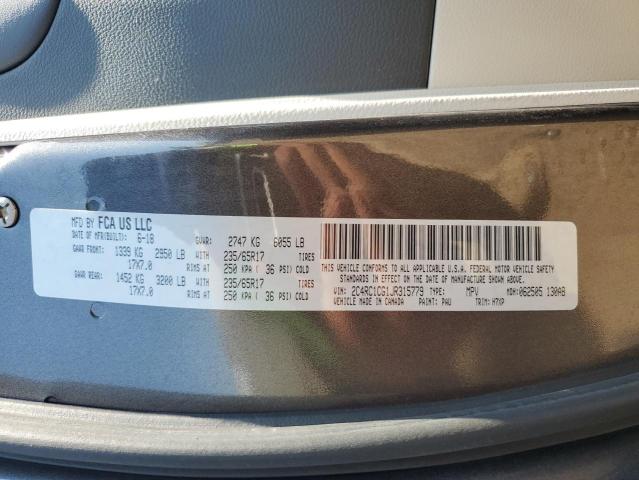 MFD BY FCA US LLC
DATE OF MFR(BUILT): 6-18 GVWR: 2747 KG 6055 LB
GAWR FRONT: 1339 KG 2950 LB WITH 235/65R17 TIRES
17X7.0 RIMS AT 250 KPA ( 36 PSI) COLD
GAWR REAR: 1452 KG 3200 LB WITH 235/65R17 TIRES
17X7.0 RIMS AT 250 KPA ( 36 PSI) COLD
THIS VEHICLE CONFORMS TO ALL APPLICABLE U.S.A. FEDERAL MOTOR VEHICLE SAFETY
STANDARDS IN EFFECT ON THE DATE OF MANUFACTURE SHOWN ABOVE.
VIN: 2C4RC1CG1JR315779 TYPE: MPV MDH: 062505 130AB
VEHICLE MADE IN CANADA PAINT: PAU TRIM: H7XP